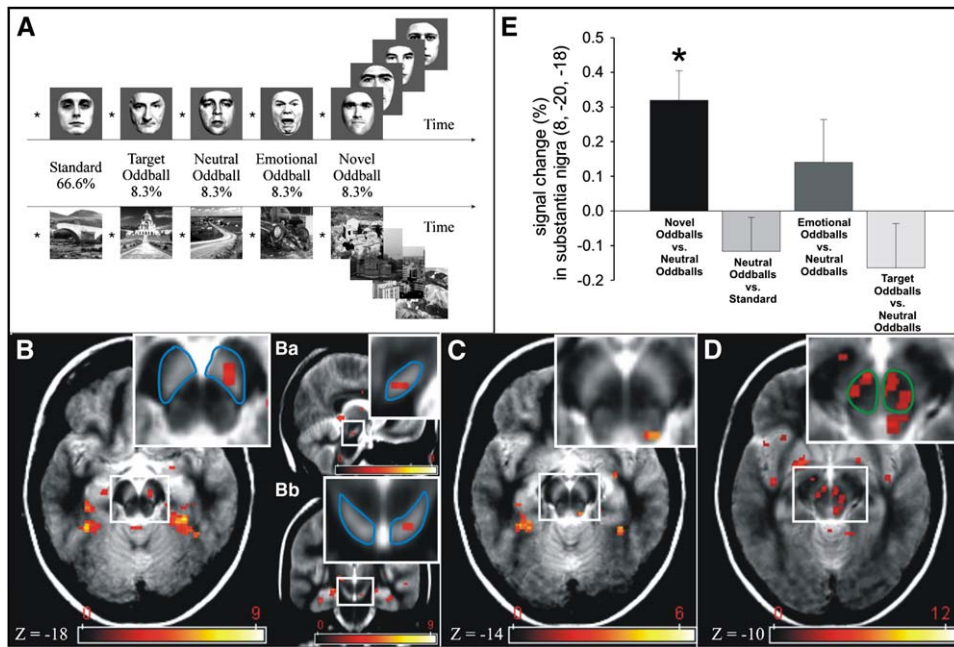 A
* * * * *
Time
Standard
66.6%
Target
Oddball
8.3%
Neutral
Oddball
8.3%
Emotional
Oddball
8.3%
Novel
Oddball
8.3%
* * * * *
Time
E
signal change (%)
in substantia nigra (8, -20, -18)
0.5
0.4
0.3
0.2
0.1
0.0
-0.1
-0.2
*
Novel
Oddballs
vs.
Neutral
Oddballs
Neutral
Oddballs
vs.
Standard
Emotional
Oddballs
vs.
Neutral
Oddballs
Target
Oddballs
vs.
Neutral
Oddballs
B
0 9
Z = -18
Ba
0 9
Bb
0 9
C
0 6
Z = -14
D
0 12
Z = -10